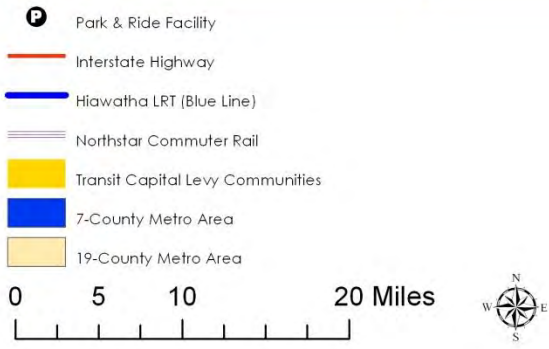 P Park & Ride Facility
Interstate Highway
Hiawatha LRT (Blue Line)
Northstar Commuter Rail
Transit Capital Levy Communities
7-County Metro Area
19-County Metro Area
0 5 10 20 Miles
N
W E
S